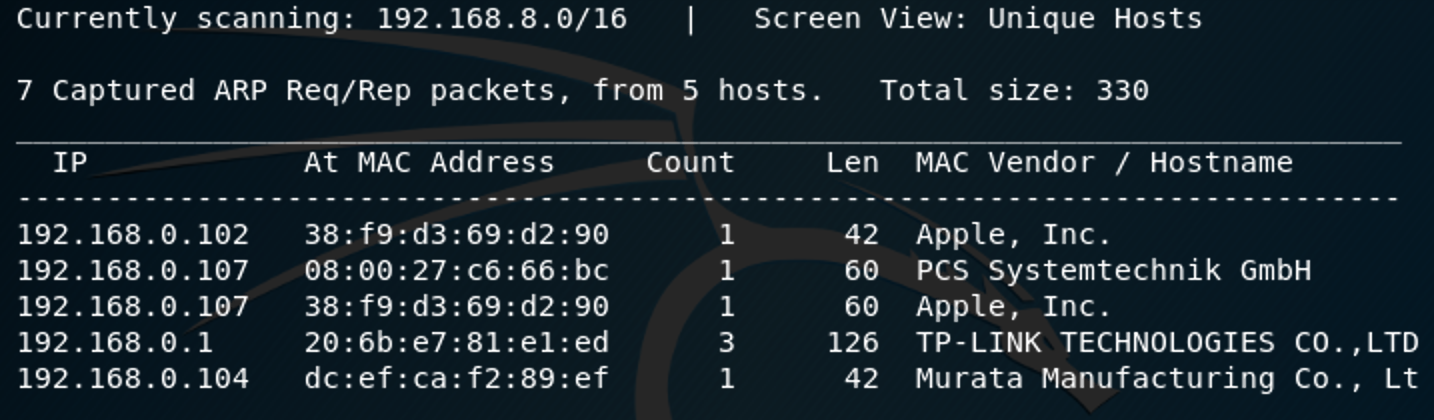 Currently scanning: 192.168.8.0/16   |   Screen View: Unique Hosts
7 Captured ARP Req/Rep packets, from 5 hosts.   Total size: 330
_____________________________________________________________________________
  IP            At MAC Address     Count     Len  MAC Vendor / Hostname
-----------------------------------------------------------------------------
192.168.0.102   38:f9:d3:69:d2:90      1      42  Apple, Inc.
192.168.0.107   08:00:27:c6:66:bc      1      60  PCS Systemtechnik GmbH
192.168.0.107   38:f9:d3:69:d2:90      1      60  Apple, Inc.
192.168.0.1     20:6b:e7:81:e1:ed      3     126  TP-LINK TECHNOLOGIES CO.,LTD
192.168.0.104   dc:ef:ca:f2:89:ef      1      42  Murata Manufacturing Co., Lt